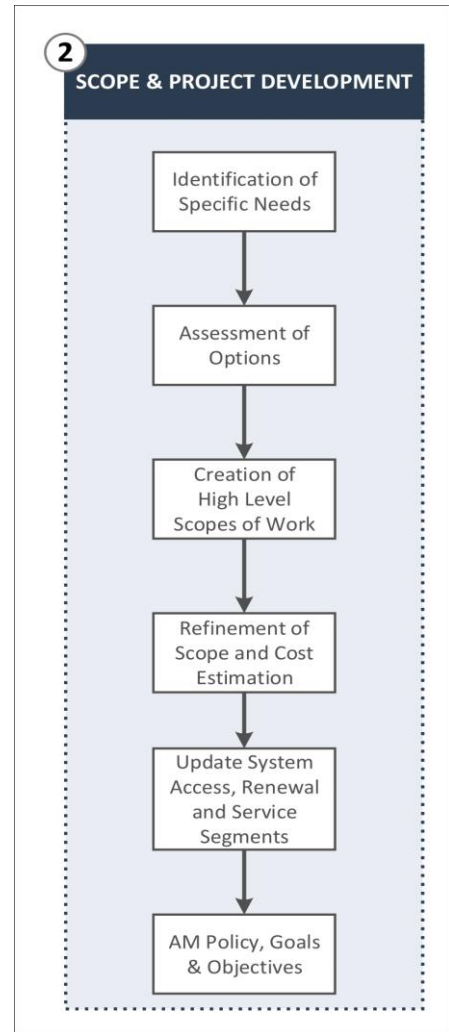 2
SCOPE & PROJECT DEVELOPMENT
Identification of
Specific Needs
Assessment of
Options
Creation of
High Level
Scopes of Work
Refinement of
Scope and Cost
Estimation
Update System
Access, Renewal
and Service
Segments
AM Policy, Goals
& Objectives